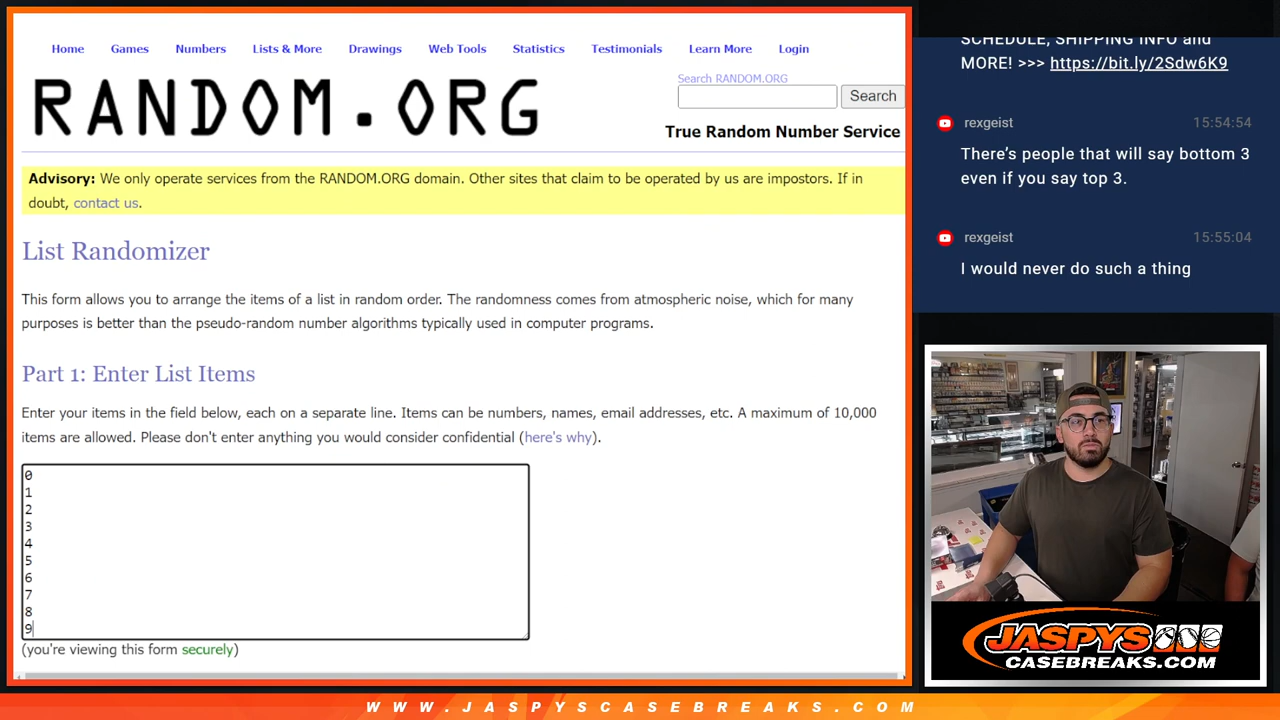 Home Games Numbers Lists & More Drawings Web Tools Statistics Testimonials Learn More Login
RANDOM.ORG
Search RANDOM.ORG
Search
True Random Number Service
Advisory: We only operate services from the RANDOM.ORG domain. Other sites that claim to be operated by us are impostors. If in
doubt, contact us.
List Randomizer
This form allows you to arrange the items of a list in random order. The randomness comes from atmospheric noise, which for many
purposes is better than the pseudo-random number algorithms typically used in computer programs.
Part 1: Enter List Items
Enter your items in the field below, each on a separate line. Items can be numbers, names, email addresses, etc. A maximum of 10,000
items are allowed. Please don't enter anything you would consider confidential (here's why).
0
1
2
3
4
5
6
7
8
9
(you're viewing this form securely)
SCHEDULE, SHIPPING INFO and
MORE! >>> https://bit.ly/2Sdw6K9
rexgeist 15:54:54
There's people that will say bottom 3
even if you say top 3.
rexgeist 15:55:04
I would never do such a thing
JASPYS
CASEBREAKS.COM
WWW.JASPYSCASEBREAKS.COM